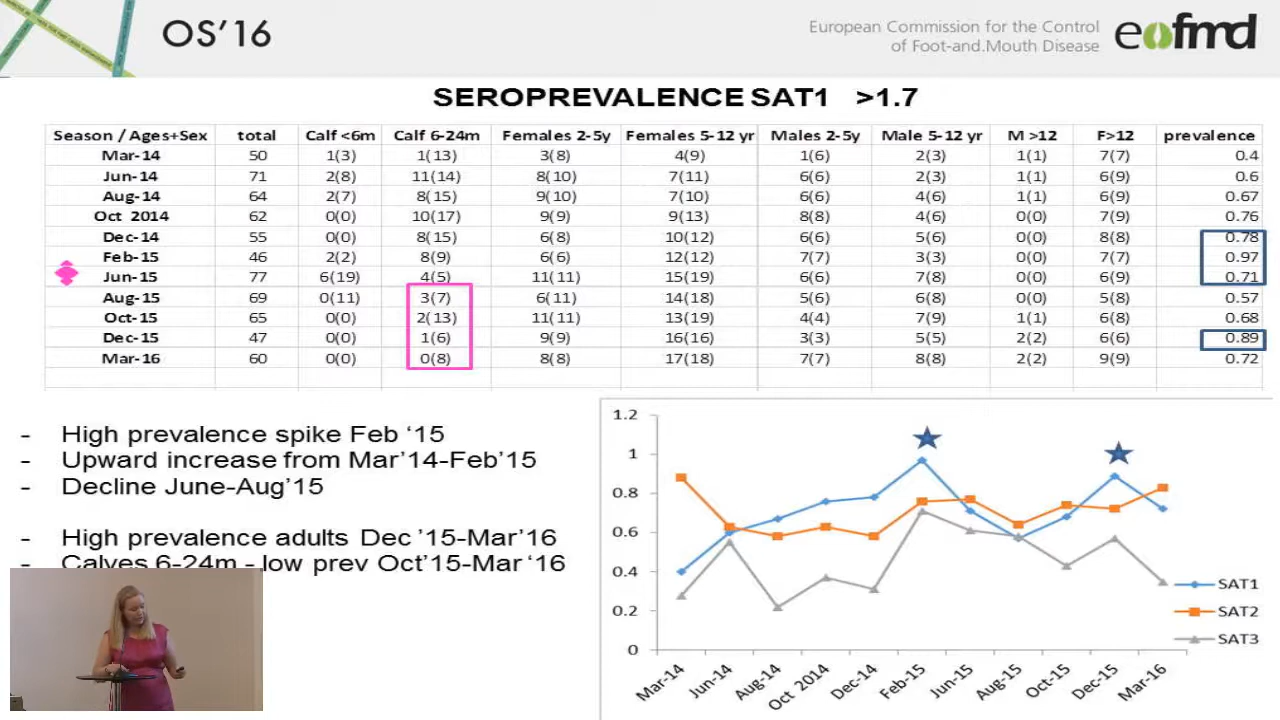 OS'16
European Commission for the Control
of Foot-and.Mouth Disease
eofmd
SEROPREVALENCE SAT1 >1.7
Season / Ages+Sex total Calf <6m Calf 6-24m Females 2-5y Females 5-12 yr Males 2-5y Male 5-12 yr M >12 F>12 prevalence
Mar-14 50 1(3) 1(13) 3(8) 4(9) 1(6) 2(3) 1(1) 7(7) 0.4
Jun-14 71 2(8) 11(14) 8(10) 7(11) 6(6) 2(3) 1(1) 6(9) 0.6
Aug-14 64 2(7) 8(15) 9(10) 7(10) 6(6) 4(6) 1(1) 6(9) 0.67
Oct 2014 62 0(0) 10(17) 9(9) 9(13) 8(8) 4(6) 0(0) 7(9) 0.76
Dec-14 55 0(0) 8(15) 6(8) 10(12) 6(6) 5(6) 0(0) 8(8) 0.78
Feb-15 46 2(2) 8(9) 6(6) 12(12) 7(7) 3(3) 0(0) 7(7) 0.97
Jun-15 77 6(19) 4(5) 11(11) 15(19) 6(6) 7(8) 0(0) 6(9) 0.71
Aug-15 69 0(11) 3(7) 6(11) 14(18) 5(6) 6(8) 0(0) 5(8) 0.57
Oct-15 65 0(0) 2(13) 11(11) 13(19) 4(4) 7(9) 1(1) 6(8) 0.68
Dec-15 47 0(0) 1(6) 9(9) 16(16) 3(3) 5(5) 2(2) 6(6) 0.89
Mar-16 60 0(0) 0(8) 8(8) 17(18) 7(7) 8(8) 2(2) 9(9) 0.72
- High prevalence spike Feb '15
- Upward increase from Mar'14-Feb'15
- Decline June-Aug'15
- High prevalence adults Dec '15-Mar'16
- Calves 6-24m - low prev Oct'15-Mar '16
1.2
1
0.8
0.6
0.4
0.2
0
SAT1
SAT2
SAT3
Mar-14 Jun-14 Aug-14 Oct 2014 Dec-14 Feb-15 Jun-15 Aug-15 Oct-15 Dec-15 Mar-16